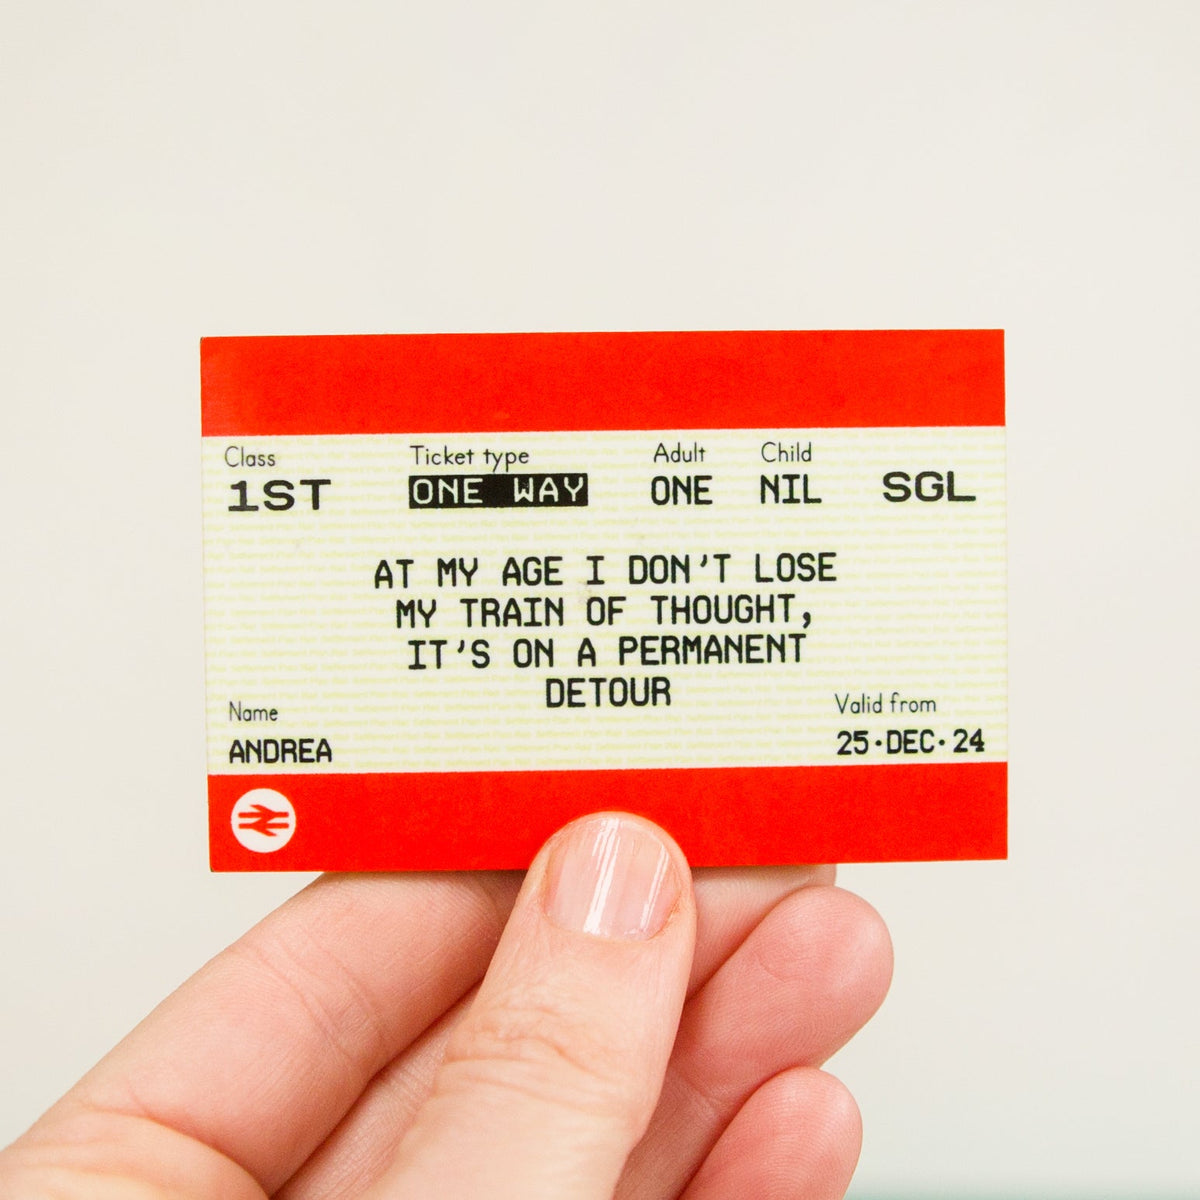 Class Ticket type Adult Child
1ST ONE WAY ONE NIL SGL
AT MY AGE I DON'T LOSE
MY TRAIN OF THOUGHT,
IT'S ON A PERMANENT
DETOUR
Name Valid from
ANDREA 25·DEC·24